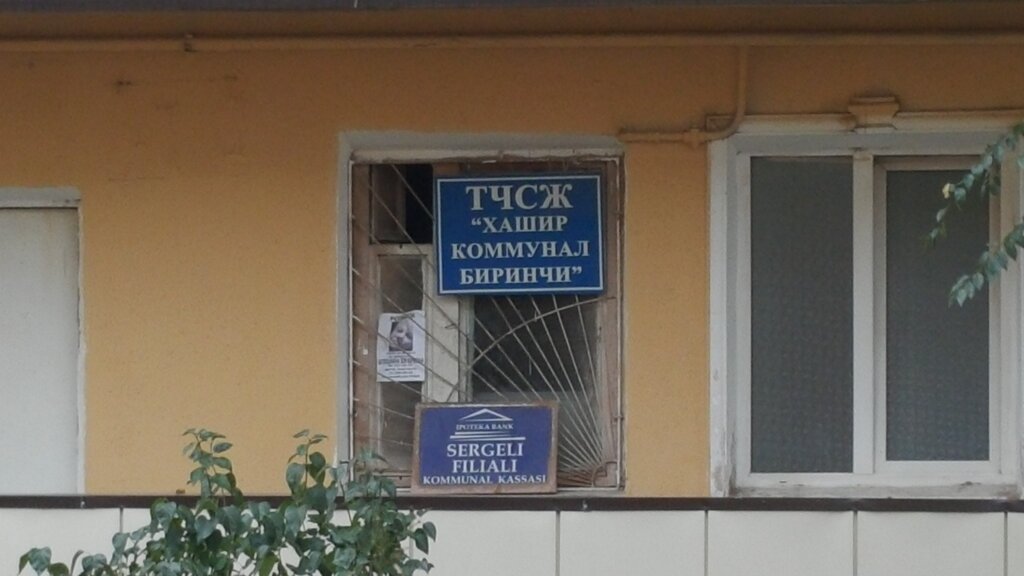 ТЧСЖ
“ХАШИР
КОММУНАЛ
БИРИНЧИ”
IPOTEKA BANK
SERGELI
FILIALI
KOMMUNAL KASSASI